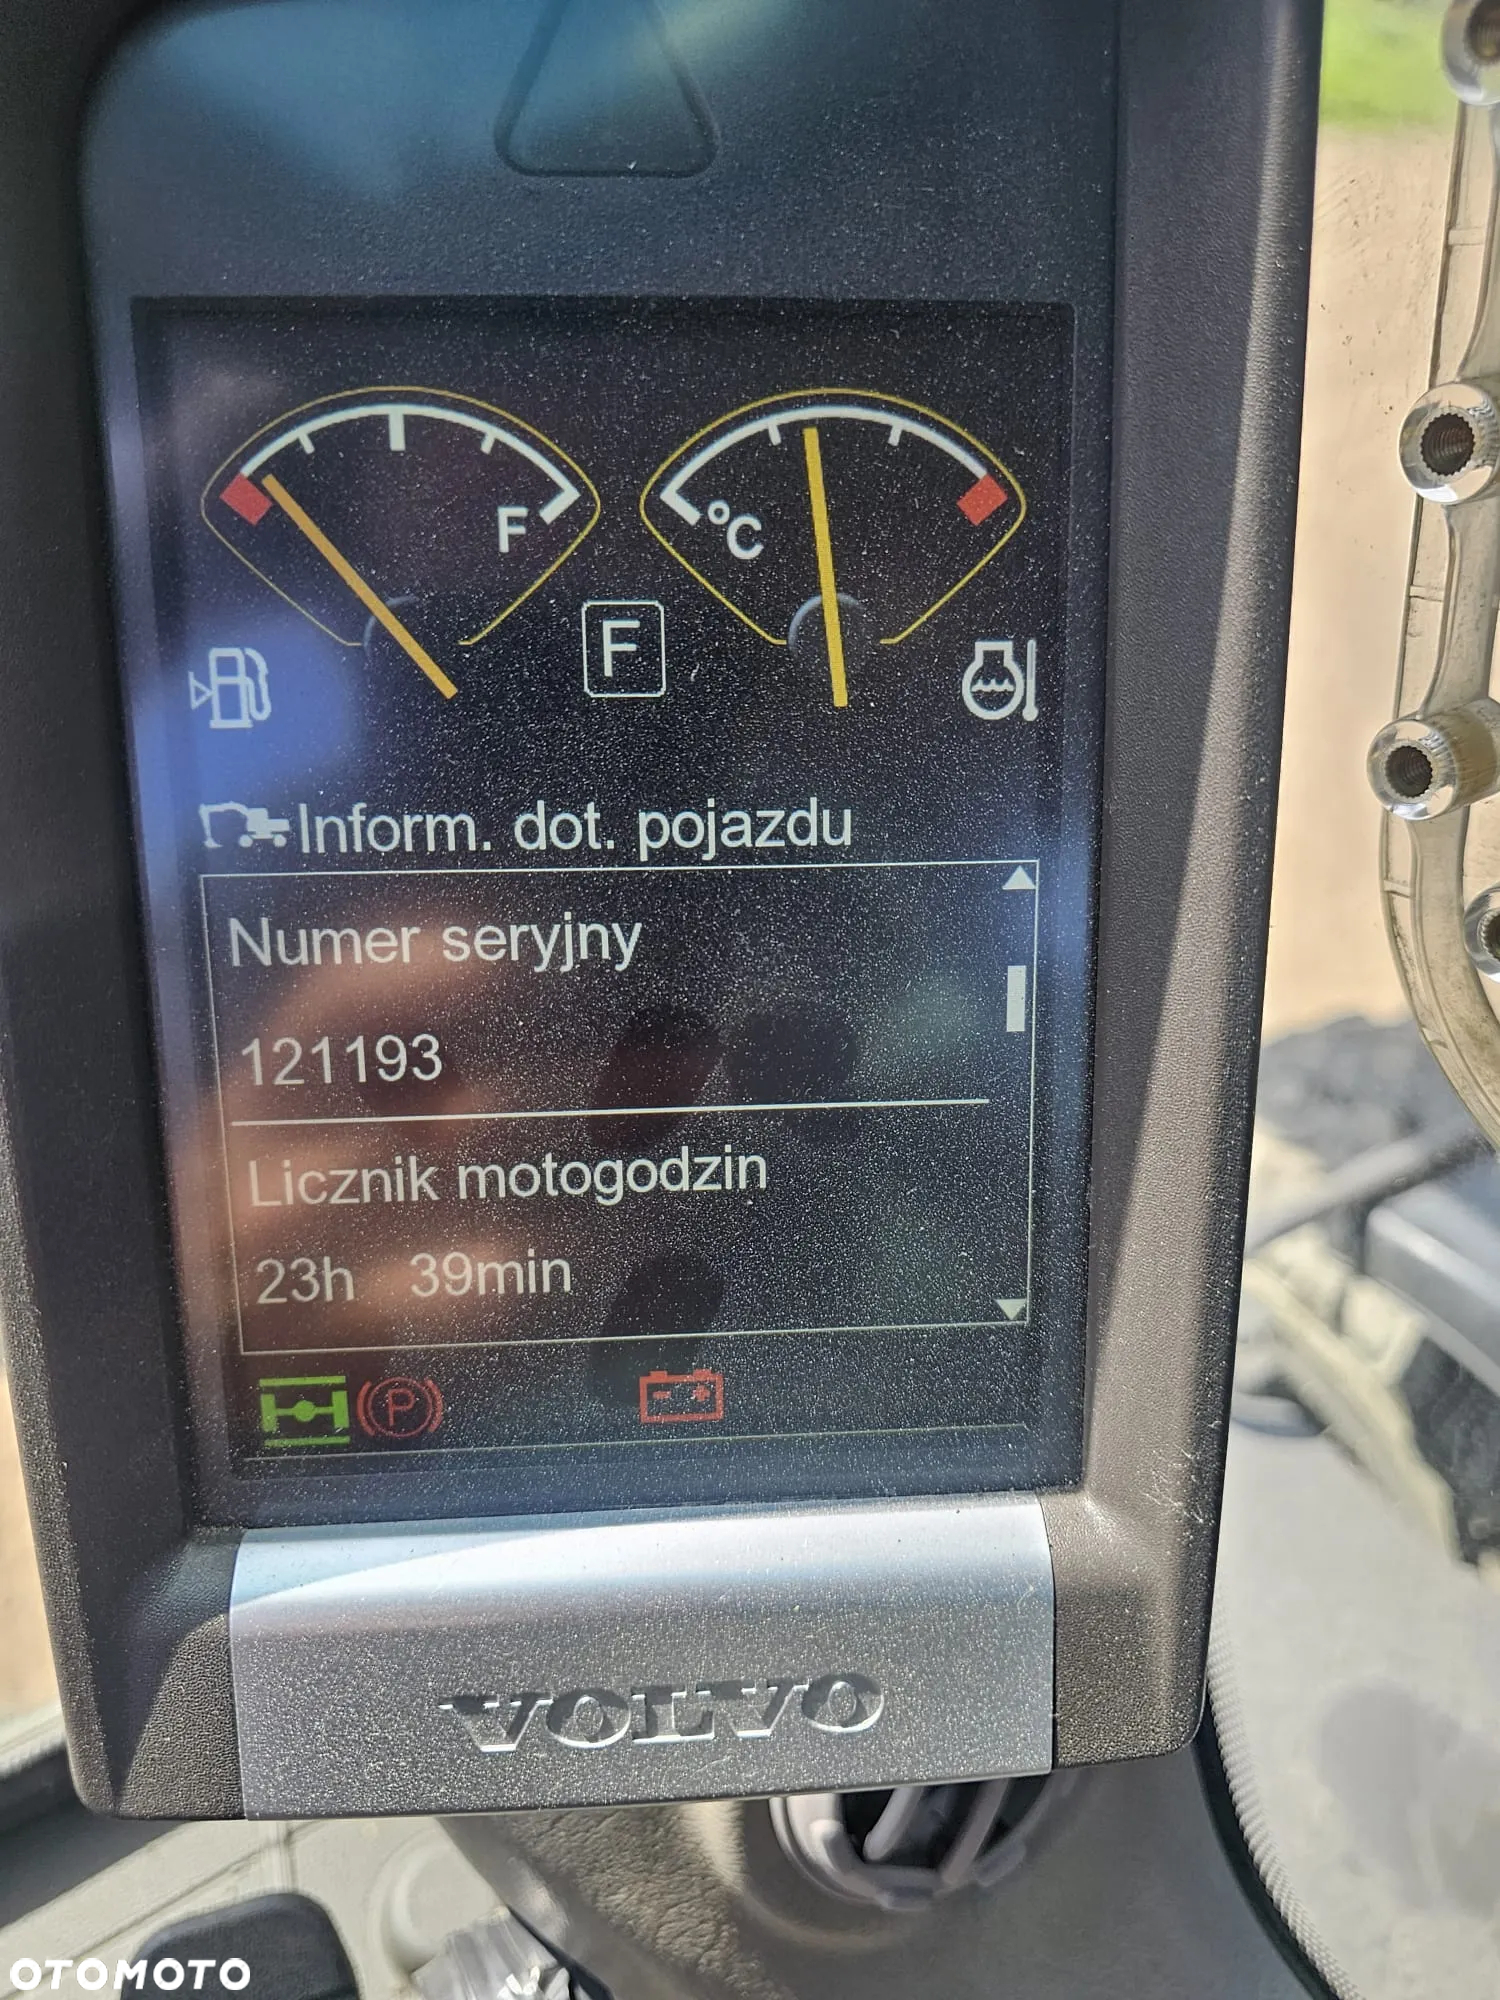 F
°C
F
Inform. dot. pojazdu
Numer seryjny
121193
Licznik motogodzin
23h 39min
P
VOLVO
OTOMOTO